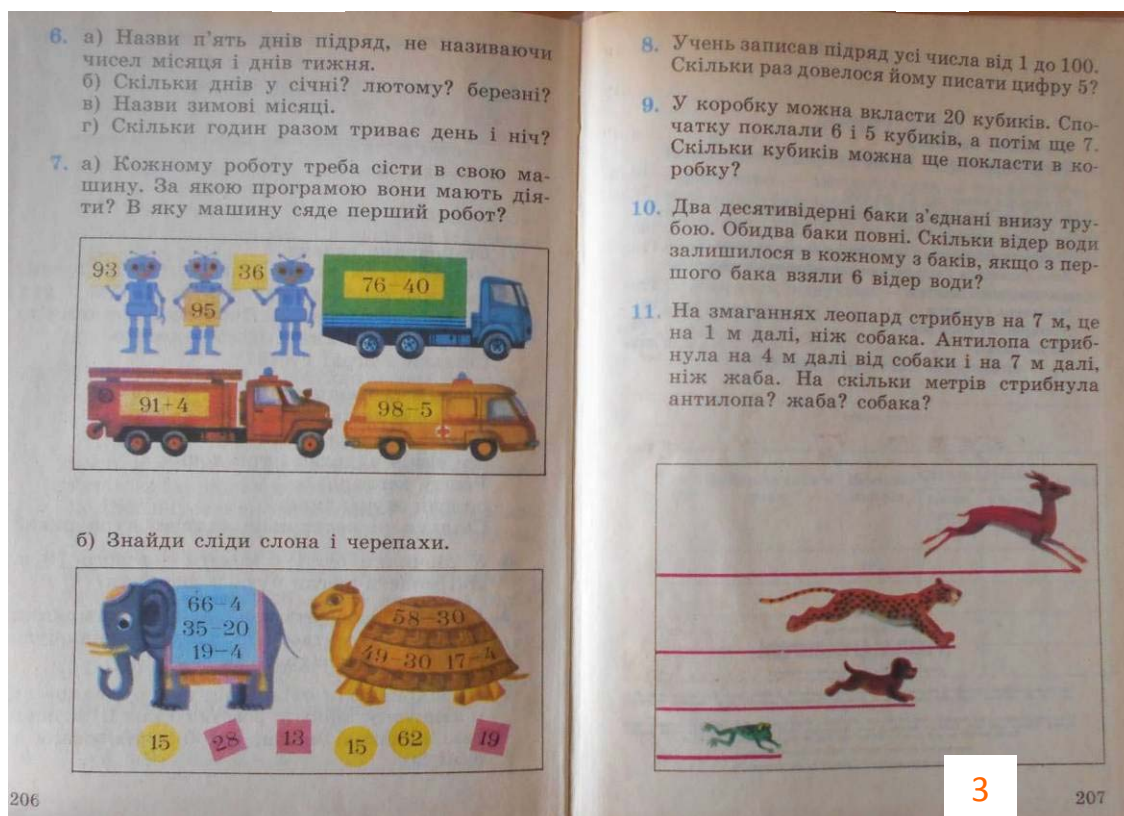 6. а) Назви п'ять днів підряд, не називаючи
чисел місяця і днів тижня.
б) Скільки днів у січні? лютому? березні?
в) Назви зимові місяці.
г) Скільки годин разом триває день і ніч?
7. а) Кожному роботу треба сісти в свою ма-
шину. За якою програмою вони мають дія-
ти? В яку машину сяде перший робот?
93
95
36
76-40
91+4
98-5
б) Знайди сліди слона і черепахи.
66-4
35-20
19-4
58-30
49-30 17-4
15 28 13 15 62 19
206
8. Учень записав підряд усі числа від 1 до 100.
Скільки раз довелося йому писати цифру 5?
9. У коробку можна вкласти 20 кубиків. Спо-
чатку поклали 6 і 5 кубиків, а потім ще 7.
Скільки кубиків можна ще покласти в ко-
робку?
10. Два десятивідерні баки з'єднані внизу тру-
бою. Обидва баки повні. Скільки відер води
залишилося в кожному з баків, якщо з пер-
шого бака взяли 6 відер води?
11. На змаганнях леопард стрибнув на 7 м, це
на 1 м далі, ніж собака. Антилопа стриб-
нула на 4 м далі від собаки і на 7 м далі,
ніж жаба. На скільки метрів стрибнула
антилопа? жаба? собака?
3
207